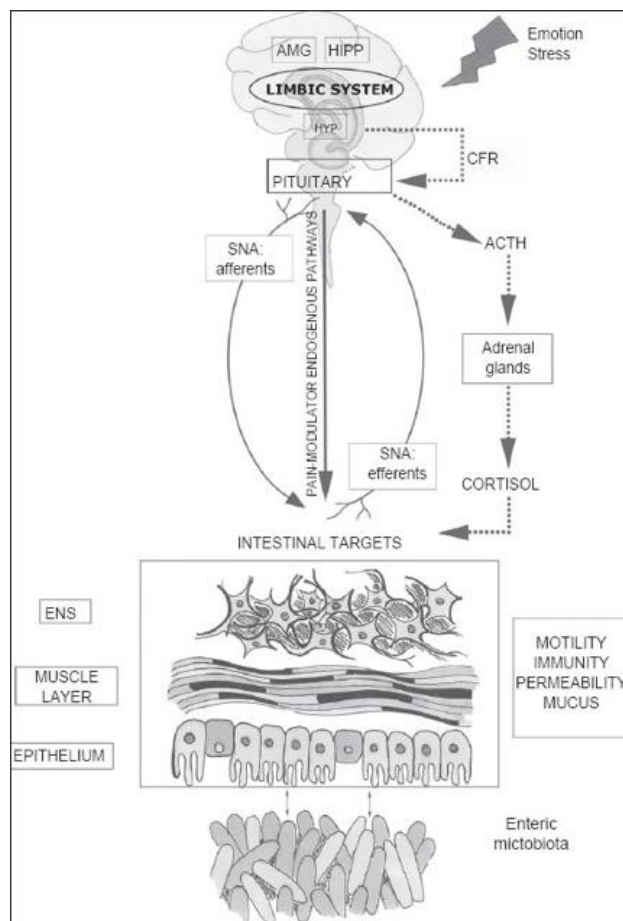 Emotion
Stress
AMG
HIPP
LIMBIC SYSTEM
HYP
CFR
PITUITARY
ACTH
SNA:
afferents
PAIN-MODULATOR ENDOGENOUS PATHWAYS
Adrenal
glands
SNA:
efferents
CORTISOL
INTESTINAL TARGETS
ENS
MUSCLE
LAYER
EPITHELIUM
MOTILITY
IMMUNITY
PERMEABILITY
MUCUS
Enteric
mictobiota